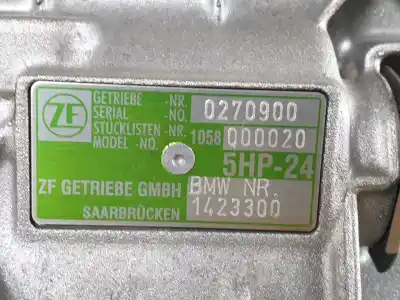 ZF
GETRIEBE -NR.
SERIAL -NO. 0270900
STÜCKLISTEN-NR.
MODEL -NO. 1058 000020
5HP-24
ZF GETRIEBE GMBH BMW NR.
SAARBRÜCKEN 1423300